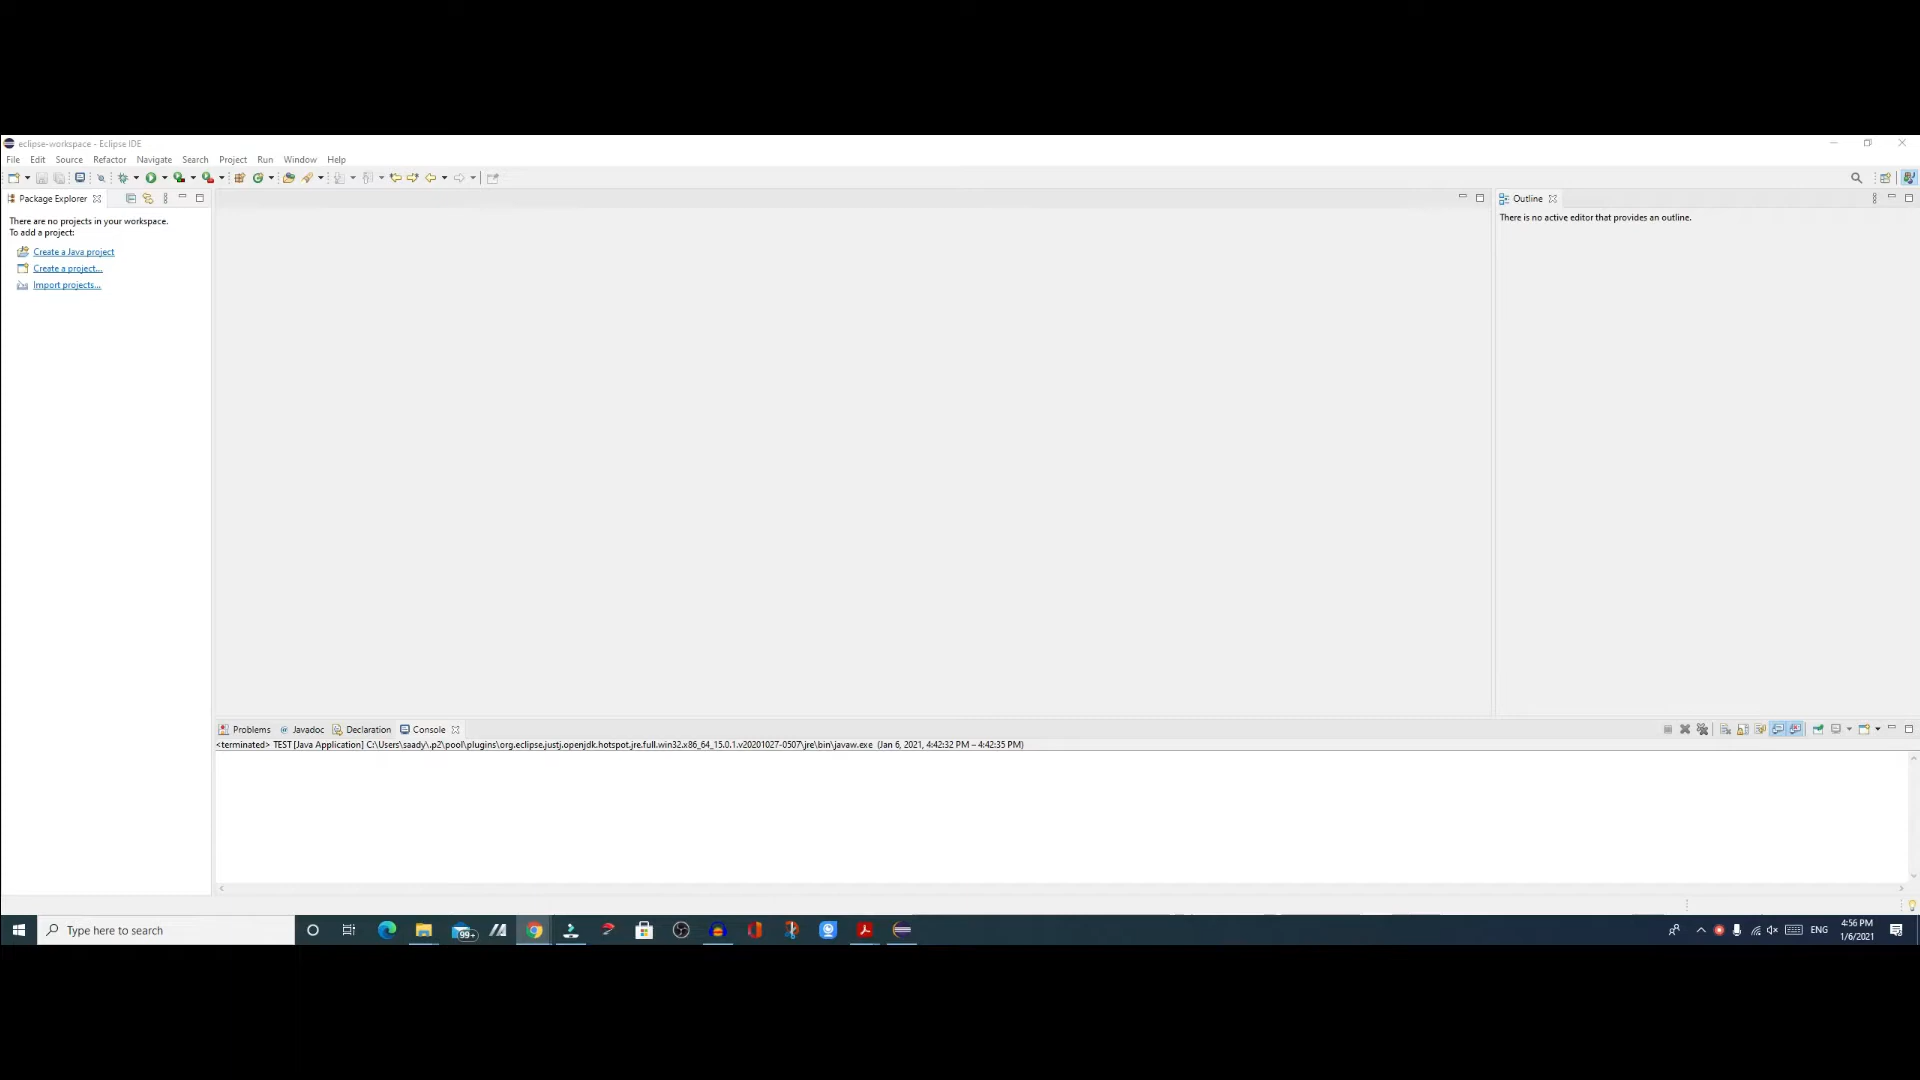 eclipse-workspace - Eclipse IDE
File Edit Source Refactor Navigate Search Project Run Window Help
Package Explorer
There are no projects in your workspace.
To add a project:
Create a Java project
Create a project...
Import projects...
Outline
There is no active editor that provides an outline.
Problems Javadoc Declaration Console
<terminated> TEST [Java Application] C:\Users\saady\.p2\pool\plugins\org.eclipse.justj.openjdk.hotspot.jre.full.win32.x86_64_15.0.1.v20201027-0507\jre\bin\javaw.exe (Jan 6, 2021, 4:42:32 PM – 4:42:35 PM)
Type here to search
99+
ENG
4:56 PM
1/6/2021